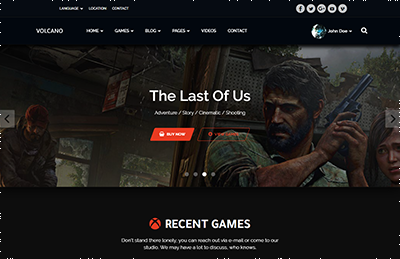 LANGUAGE LOCATION CONTACT
VOLCANO HOME GAMES BLOG PAGES VIDEOS CONTACT John Doe
The Last Of Us
Adventure / Story / Cinematic / Shooting
BUY NOW
RECENT GAMES
Don't stand there lonely, you can reach out via e-mail or come to our
studio. We may have a lot to discuss, who knows.